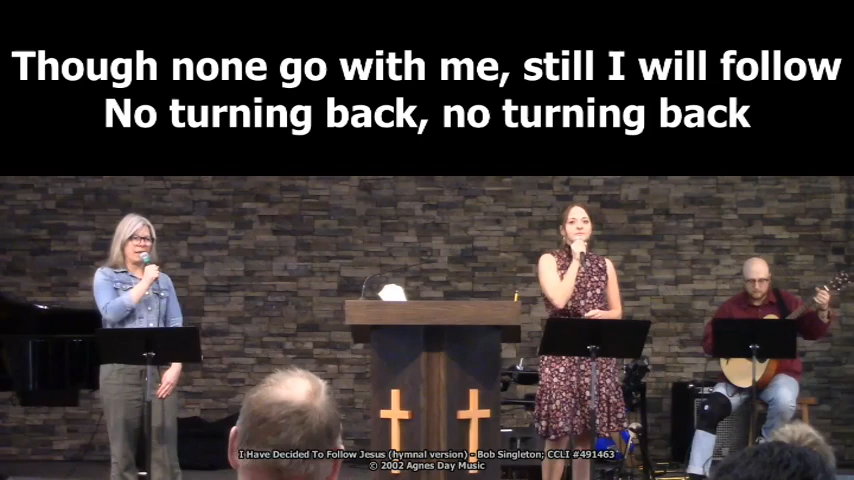 Though none go with me, still I will follow
No turning back, no turning back
I Have Decided To Follow Jesus (hymnal version) - Bob Singleton; CCLI #491463
© 2002 Agnes Day Music